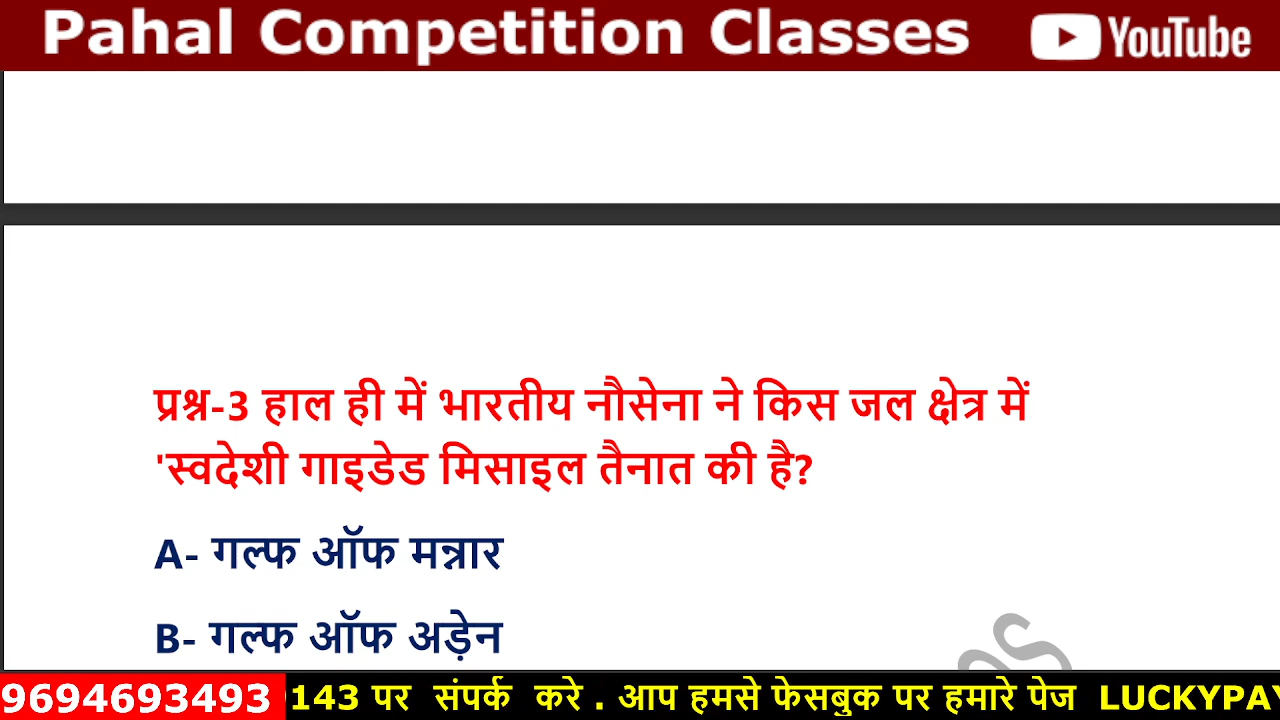 Pahal Competition Classes YouTube
प्रश्न-3 हाल ही में भारतीय नौसेना ने किस जल क्षेत्र में
'स्वदेशी गाइडेड मिसाइल तैनात की है?
A- गल्फ ऑफ मन्नार
B- गल्फ ऑफ अड़ेन
9694693493 143 पर संपर्क करे . आप हमसे फेसबुक पर हमारे पेज LUCKYPAY